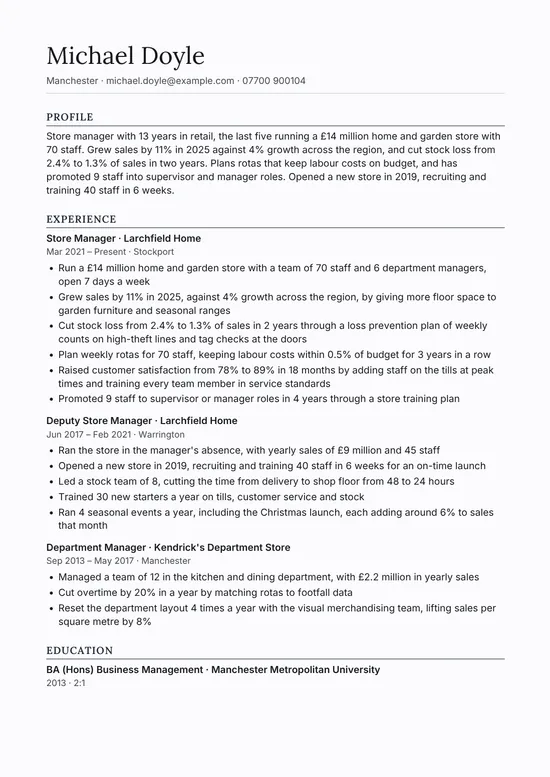 Michael Doyle
Manchester · michael.doyle@example.com · 07700 900104
PROFILE
Store manager with 13 years in retail, the last five running a £14 million home and garden store with
70 staff. Grew sales by 11% in 2025 against 4% growth across the region, and cut stock loss from
2.4% to 1.3% of sales in two years. Plans rotas that keep labour costs on budget, and has
promoted 9 staff into supervisor and manager roles. Opened a new store in 2019, recruiting and
training 40 staff in 6 weeks.
EXPERIENCE
Store Manager · Larchfield Home
Mar 2021 – Present · Stockport
• Run a £14 million home and garden store with a team of 70 staff and 6 department managers,
open 7 days a week
• Grew sales by 11% in 2025, against 4% growth across the region, by giving more floor space to
garden furniture and seasonal ranges
• Cut stock loss from 2.4% to 1.3% of sales in 2 years through a loss prevention plan of weekly
counts on high-theft lines and tag checks at the doors
• Plan weekly rotas for 70 staff, keeping labour costs within 0.5% of budget for 3 years in a row
• Raised customer satisfaction from 78% to 89% in 18 months by adding staff on the tills at peak
times and training every team member in service standards
• Promoted 9 staff to supervisor or manager roles in 4 years through a store training plan
Deputy Store Manager · Larchfield Home
Jun 2017 – Feb 2021 · Warrington
• Ran the store in the manager's absence, with yearly sales of £9 million and 45 staff
• Opened a new store in 2019, recruiting and training 40 staff in 6 weeks for an on-time launch
• Led a stock team of 8, cutting the time from delivery to shop floor from 48 to 24 hours
• Trained 30 new starters a year on tills, customer service and stock
• Ran 4 seasonal events a year, including the Christmas launch, each adding around 6% to sales
that month
Department Manager · Kendrick's Department Store
Sep 2013 – May 2017 · Manchester
• Managed a team of 12 in the kitchen and dining department, with £2.2 million in yearly sales
• Cut overtime by 20% in a year by matching rotas to footfall data
• Reset the department layout 4 times a year with the visual merchandising team, lifting sales per
square metre by 8%
EDUCATION
BA (Hons) Business Management · Manchester Metropolitan University
2013 · 2:1